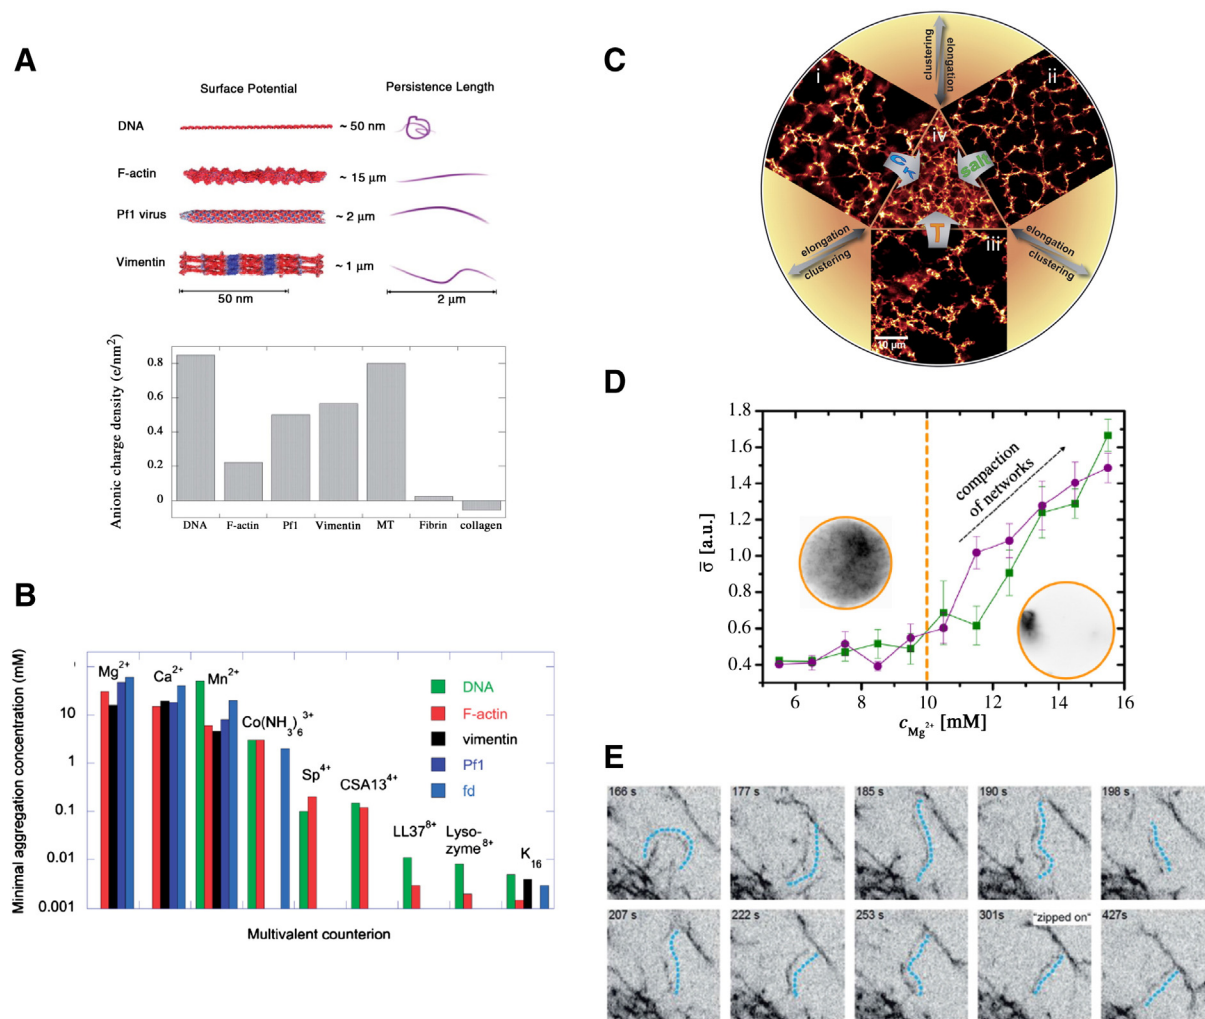 A
Surface Potential
Persistence Length
DNA
~ 50 nm
F-actin
~ 15 μm
Pf1 virus
~ 2 μm
Vimentin
~ 1 μm
50 nm
2 μm
Anionic charge density (e/nm²)
0.8
0.6
0.4
0.2
0
DNA F-actin Pf1 Vimentin MT Fibrin collagen
B
Minimal aggregation concentration (mM)
10
1
0.1
0.01
0.001
Mg²⁺
Ca²⁺
Mn²⁺
Co(NH₃)₆³⁺
Sp⁴⁺
CSA13⁴⁺
LL37⁸⁺
Lyso-
zyme⁸⁺
K₁₆
DNA
F-actin
vimentin
Pf1
fd
Multivalent counterion
C
clustering
elongation
i
ii
iv
cK
salt
T
iii
elongation
clustering
elongation
clustering
10 μm
D
σ̅ [a.u.]
1.8
1.6
1.4
1.2
1.0
0.8
0.6
0.4
compaction
of networks
6 8 10 12 14 16
c Mg²⁺ [mM]
E
166 s
177 s
185 s
190 s
198 s
207 s
222 s
253 s
301s
"zipped on"
427s